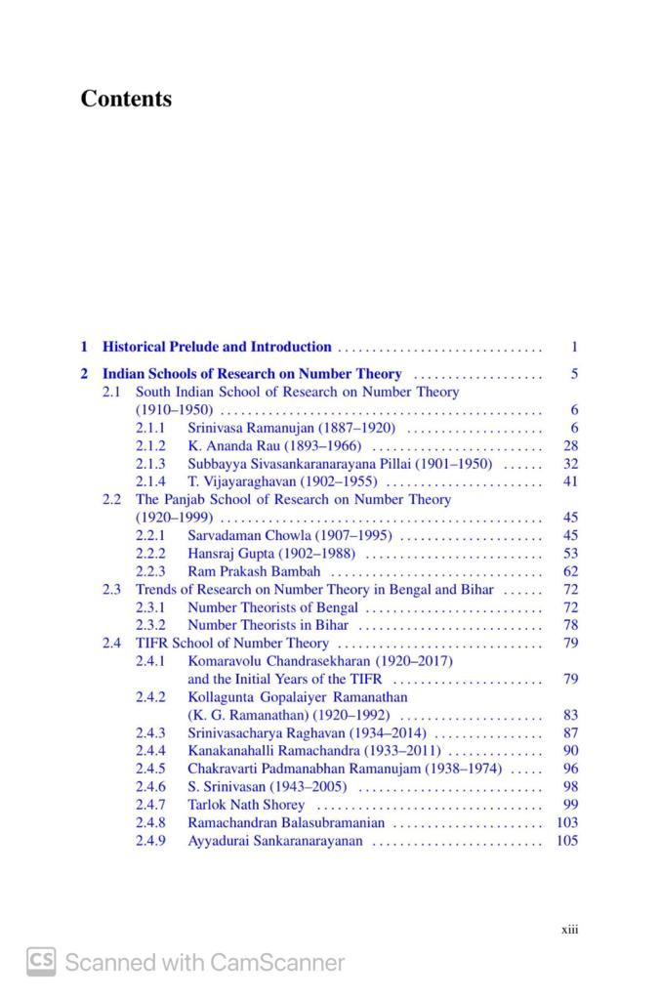 Contents
1 Historical Prelude and Introduction .............................. 1
2 Indian Schools of Research on Number Theory ................... 5
2.1 South Indian School of Research on Number Theory
(1910–1950) ............................................... 6
2.1.1 Srinivasa Ramanujan (1887–1920) .................... 6
2.1.2 K. Ananda Rau (1893–1966) ......................... 28
2.1.3 Subbayya Sivasankaranarayana Pillai (1901–1950) ...... 32
2.1.4 T. Vijayaraghavan (1902–1955) ....................... 41
2.2 The Panjab School of Research on Number Theory
(1920–1999) ............................................... 45
2.2.1 Sarvadaman Chowla (1907–1995) ..................... 45
2.2.2 Hansraj Gupta (1902–1988) .......................... 53
2.2.3 Ram Prakash Bambah ............................... 62
2.3 Trends of Research on Number Theory in Bengal and Bihar ...... 72
2.3.1 Number Theorists of Bengal .......................... 72
2.3.2 Number Theorists in Bihar ........................... 78
2.4 TIFR School of Number Theory .............................. 79
2.4.1 Komaravolu Chandrasekharan (1920–2017)
and the Initial Years of the TIFR ...................... 79
2.4.2 Kollagunta Gopalaiyer Ramanathan
(K. G. Ramanathan) (1920–1992) ..................... 83
2.4.3 Srinivasacharya Raghavan (1934–2014) ................ 87
2.4.4 Kanakanahalli Ramachandra (1933–2011) .............. 90
2.4.5 Chakravarti Padmanabhan Ramanujam (1938–1974) ..... 96
2.4.6 S. Srinivasan (1943–2005) ........................... 98
2.4.7 Tarlok Nath Shorey ................................. 99
2.4.8 Ramachandran Balasubramanian ...................... 103
2.4.9 Ayyadurai Sankaranarayanan ......................... 105
xiii
CS Scanned with CamScanner